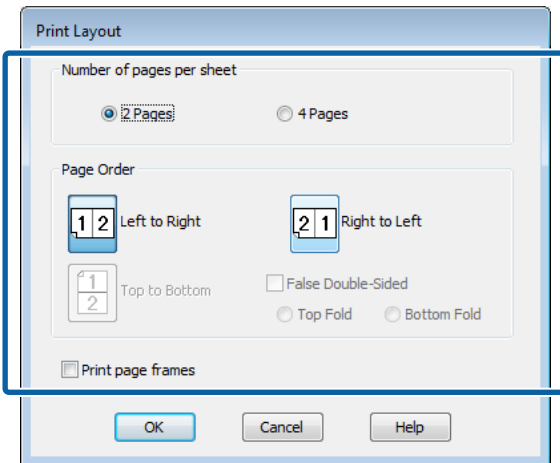 Print Layout
Number of pages per sheet
2 Pages 4 Pages
Page Order
1 2 Left to Right 2 1 Right to Left
1
2
Top to Bottom
False Double-Sided
Top Fold Bottom Fold
Print page frames
OK Cancel Help